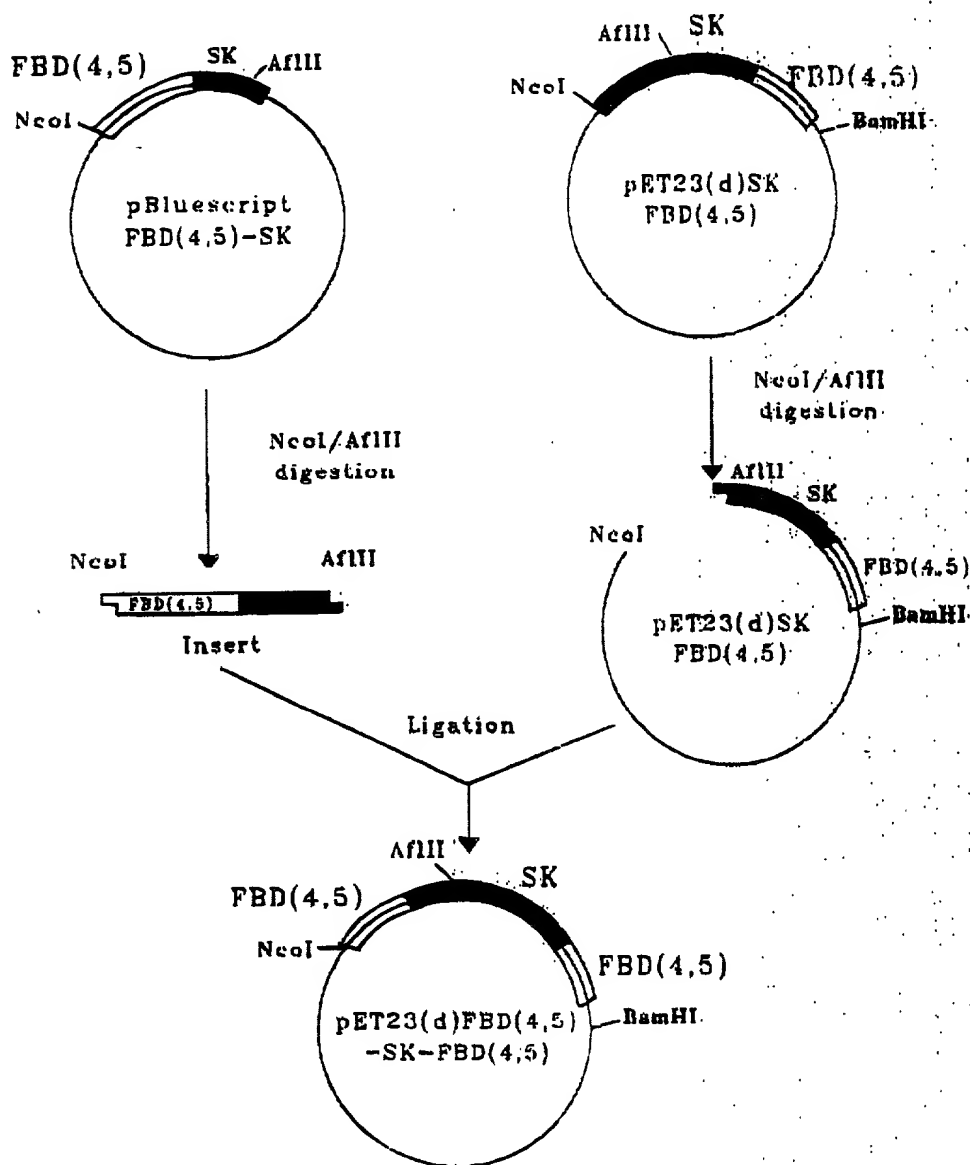 FBD(4,5)
SK
AflII
NcoI
pBluescript
FBD(4,5)-SK
SK
AflII
FBD(4,5)
NcoI
BamHI
pET23(d)SK
FBD(4,5)
NcoI/AflII
digestion
NcoI/AflII
digestion
NcoI
AflII
FBD(4,5)
Insert
AflII
SK
NcoI
FBD(4,5)
BamHI
pET23(d)SK
FBD(4,5)
Ligation
AflII
SK
FBD(4,5)
NcoI
FBD(4,5)
BamHI
pET23(d)FBD(4,5)
-SK-FBD(4,5)